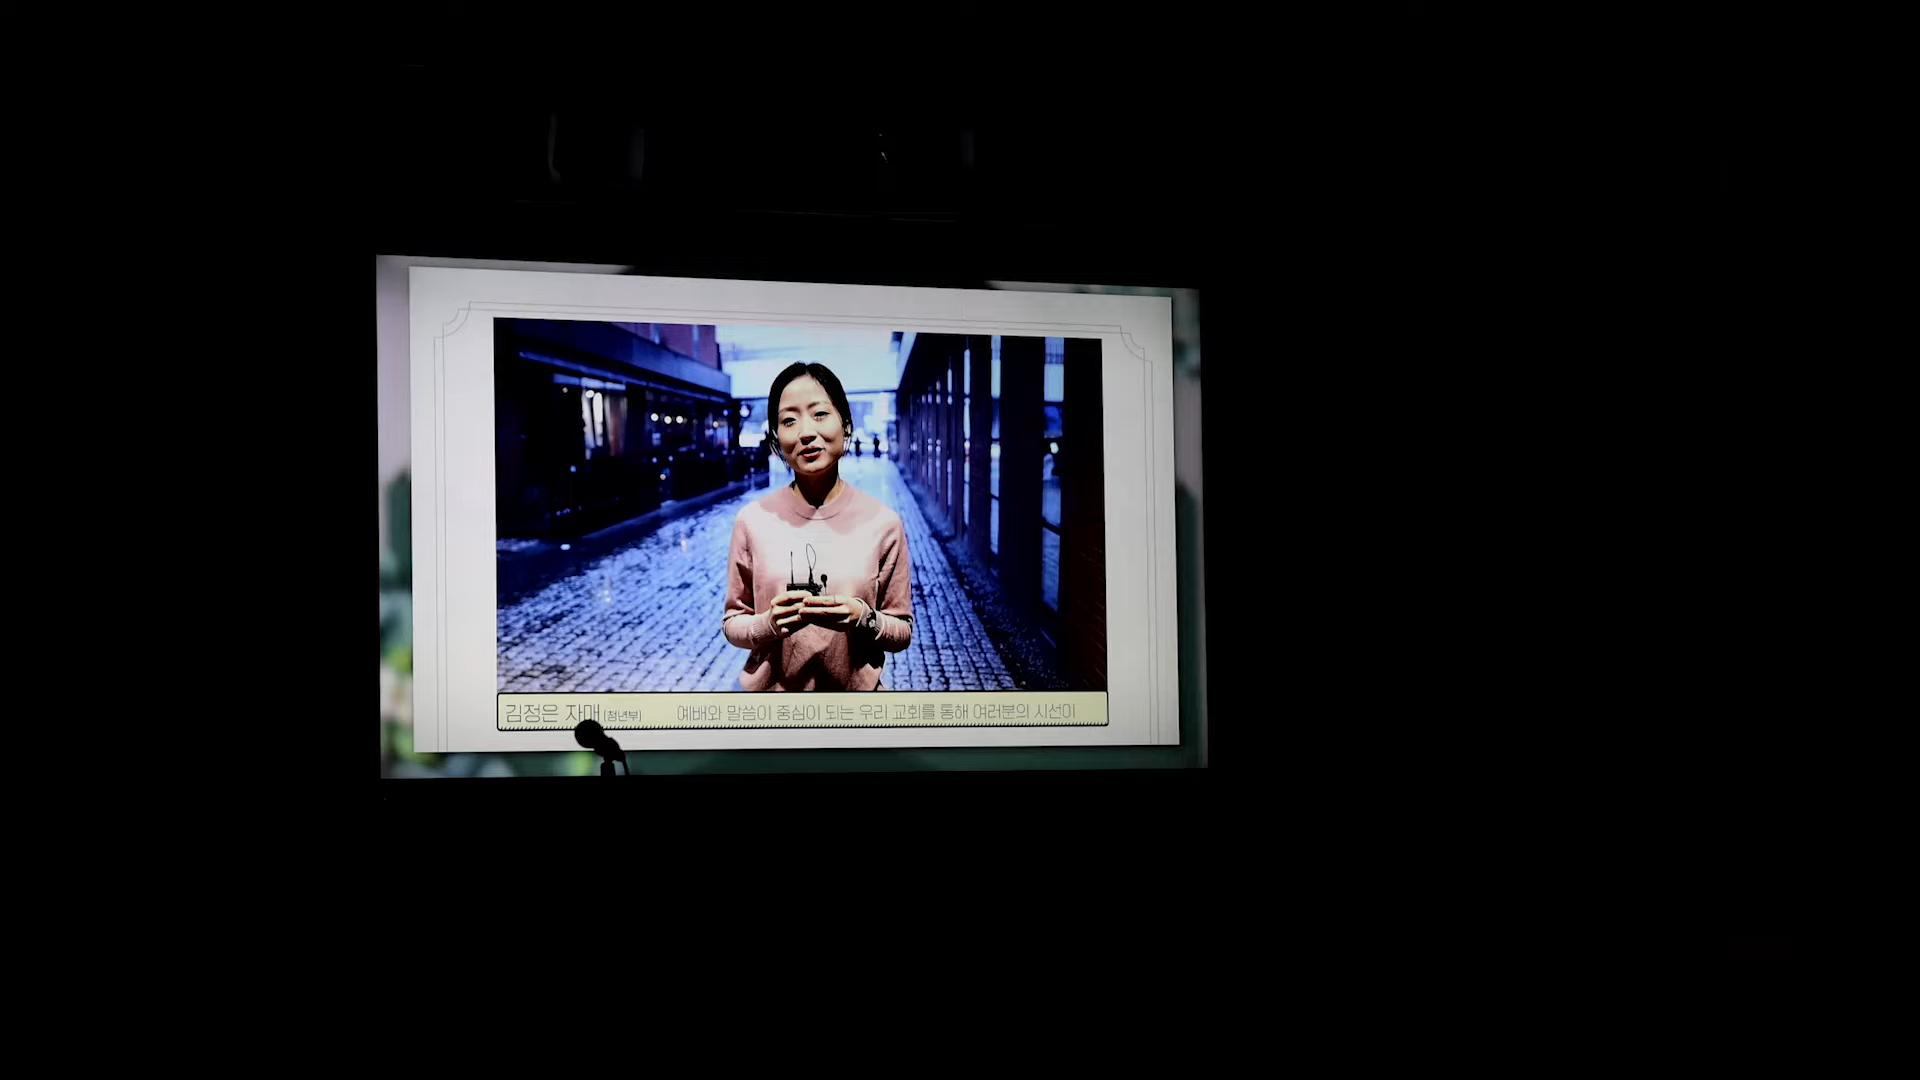 김정은 자매 (청년부) 예배와 말씀이 중심이 되는 우리 교회를 통해 여러분의 시선이